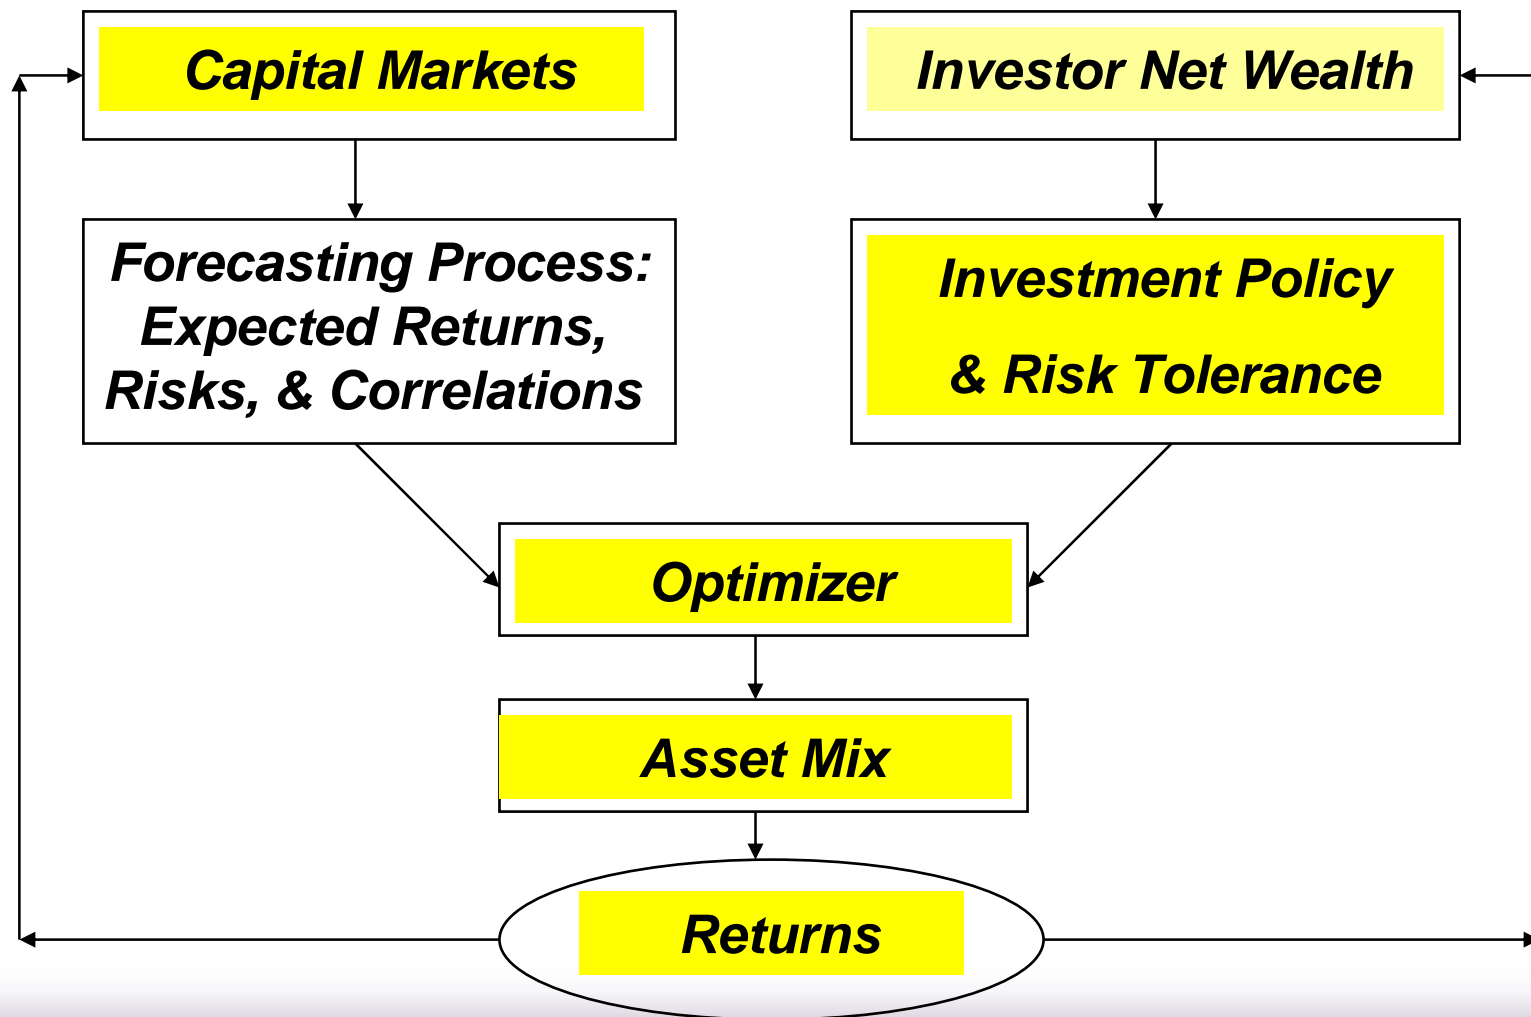 Capital Markets
Investor Net Wealth
Forecasting Process:
Expected Returns,
Risks, & Correlations
Investment Policy
& Risk Tolerance
Optimizer
Asset Mix
Returns